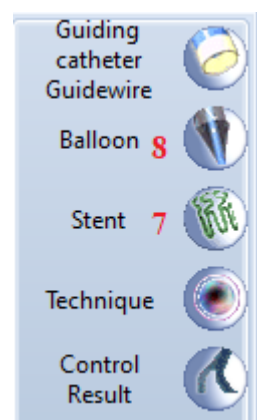 Guiding
catheter
Guidewire
Balloon 8
Stent 7
Technique
Control
Result